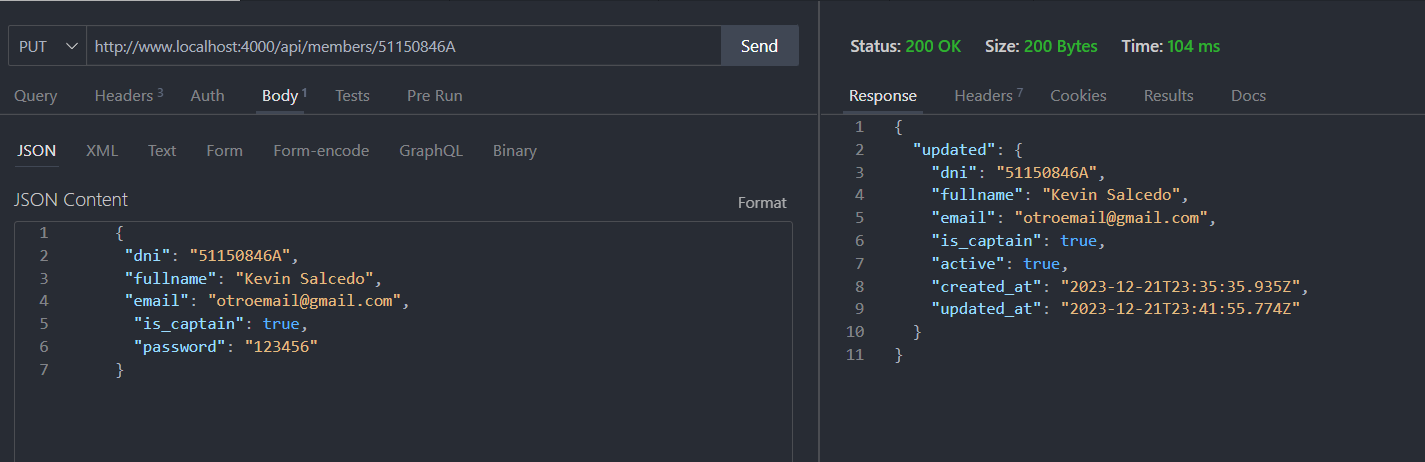 PUT http://www.localhost:4000/api/members/51150846A Send
Query Headers 3 Auth Body 1 Tests Pre Run
JSON XML Text Form Form-encode GraphQL Binary
JSON Content Format
1 {
2 "dni": "51150846A",
3 "fullname": "Kevin Salcedo",
4 "email": "otroemail@gmail.com",
5 "is_captain": true,
6 "password": "123456"
7 }
Status: 200 OK Size: 200 Bytes Time: 104 ms
Response Headers 7 Cookies Results Docs
1 {
2 "updated": {
3 "dni": "51150846A",
4 "fullname": "Kevin Salcedo",
5 "email": "otroemail@gmail.com",
6 "is_captain": true,
7 "active": true,
8 "created_at": "2023-12-21T23:35:35.935Z",
9 "updated_at": "2023-12-21T23:41:55.774Z"
10 }
11 }